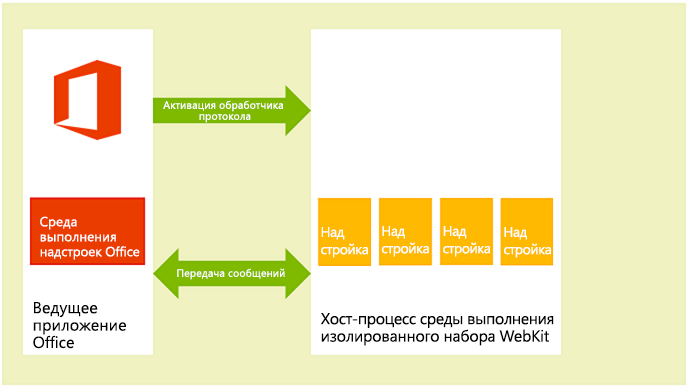 Активация обработчика
протокола
Среда
выполнения
надстроек Office
Над
стройка
Над
стройка
Над
стройка
Над
стройка
Передача сообщений
Ведущее
приложение
Office
Хост-процесс среды выполнения
изолированного набора WebKit